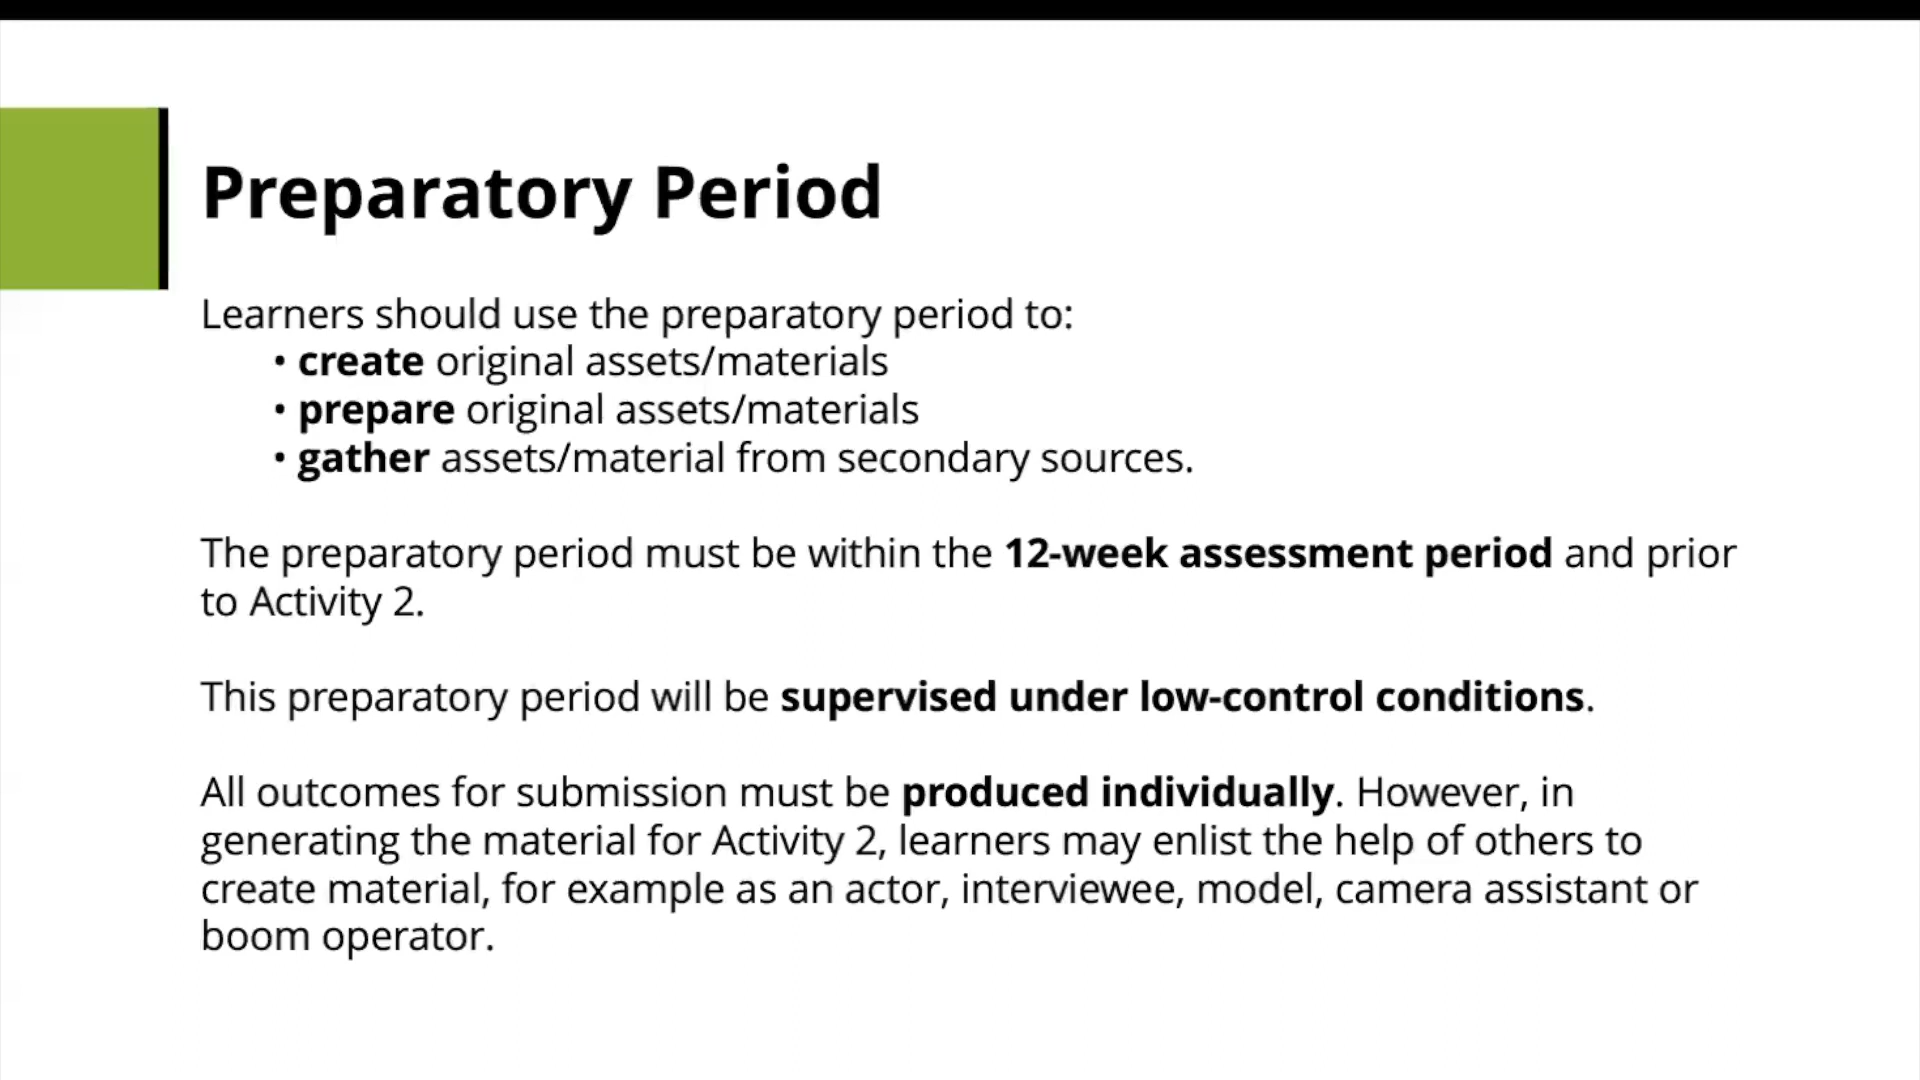 Preparatory Period
Learners should use the preparatory period to:
• create original assets/materials
• prepare original assets/materials
• gather assets/material from secondary sources.
The preparatory period must be within the 12-week assessment period and prior
to Activity 2.
This preparatory period will be supervised under low-control conditions.
All outcomes for submission must be produced individually. However, in
generating the material for Activity 2, learners may enlist the help of others to
create material, for example as an actor, interviewee, model, camera assistant or
boom operator.